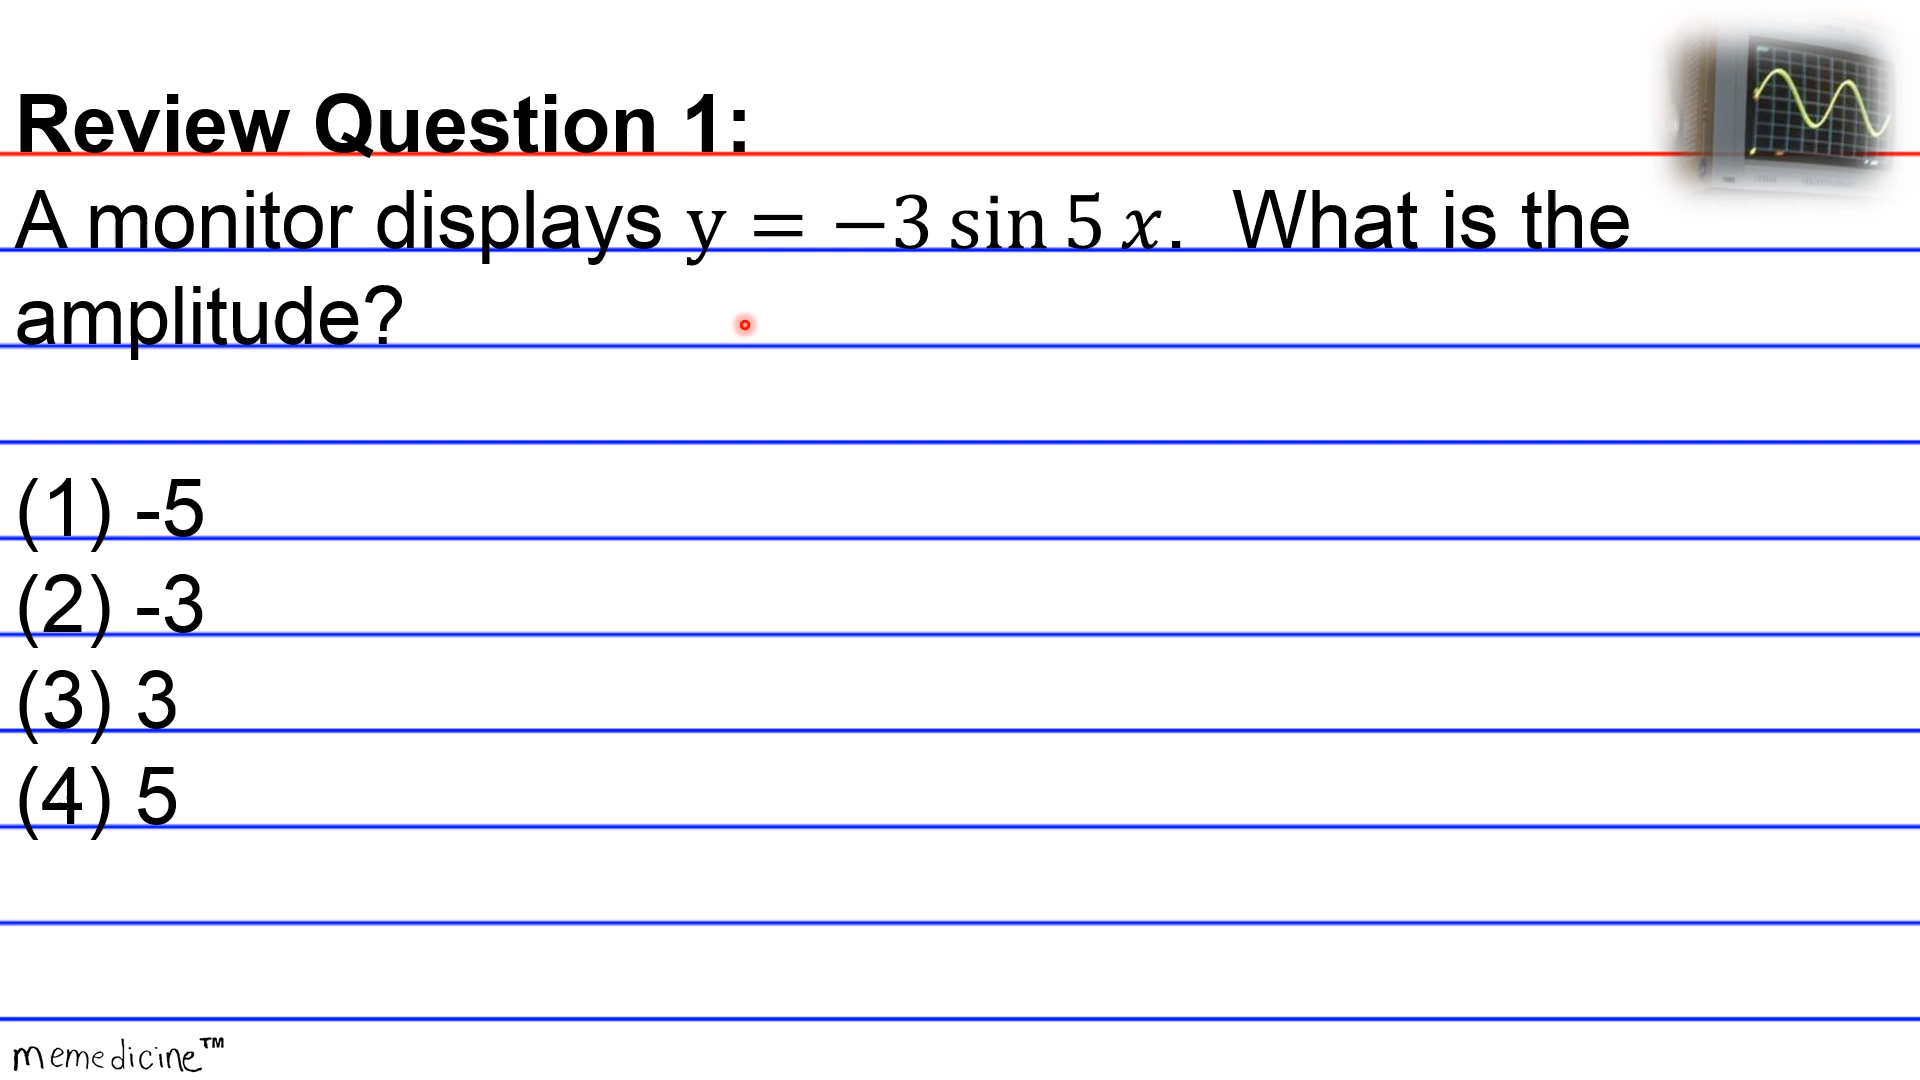 Review Question 1:
A monitor displays y = −3 sin 5 x.  What is the
amplitude?
(1) -5
(2) -3
(3) 3
(4) 5
memedicine™